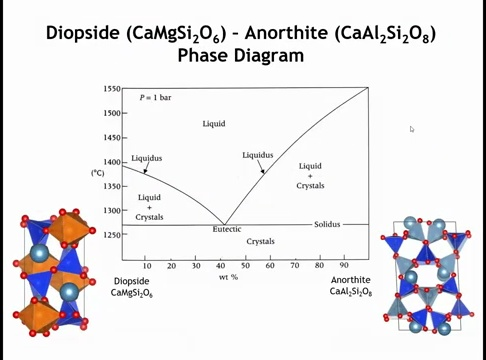 Diopside (CaMgSi₂O₆) – Anorthite (CaAl₂Si₂O₈)
Phase Diagram
1550
P = 1 bar
1500
Liquid
1450
1400
Liquidus
Liquidus
(°C)
1350
Liquid
+
Crystals
Liquid
+
Crystals
1300
Solidus
Eutectic
1250
Crystals
10 20 30 40 50 60 70 80 90
wt %
Diopside
CaMgSi₂O₆
Anorthite
CaAl₂Si₂O₈